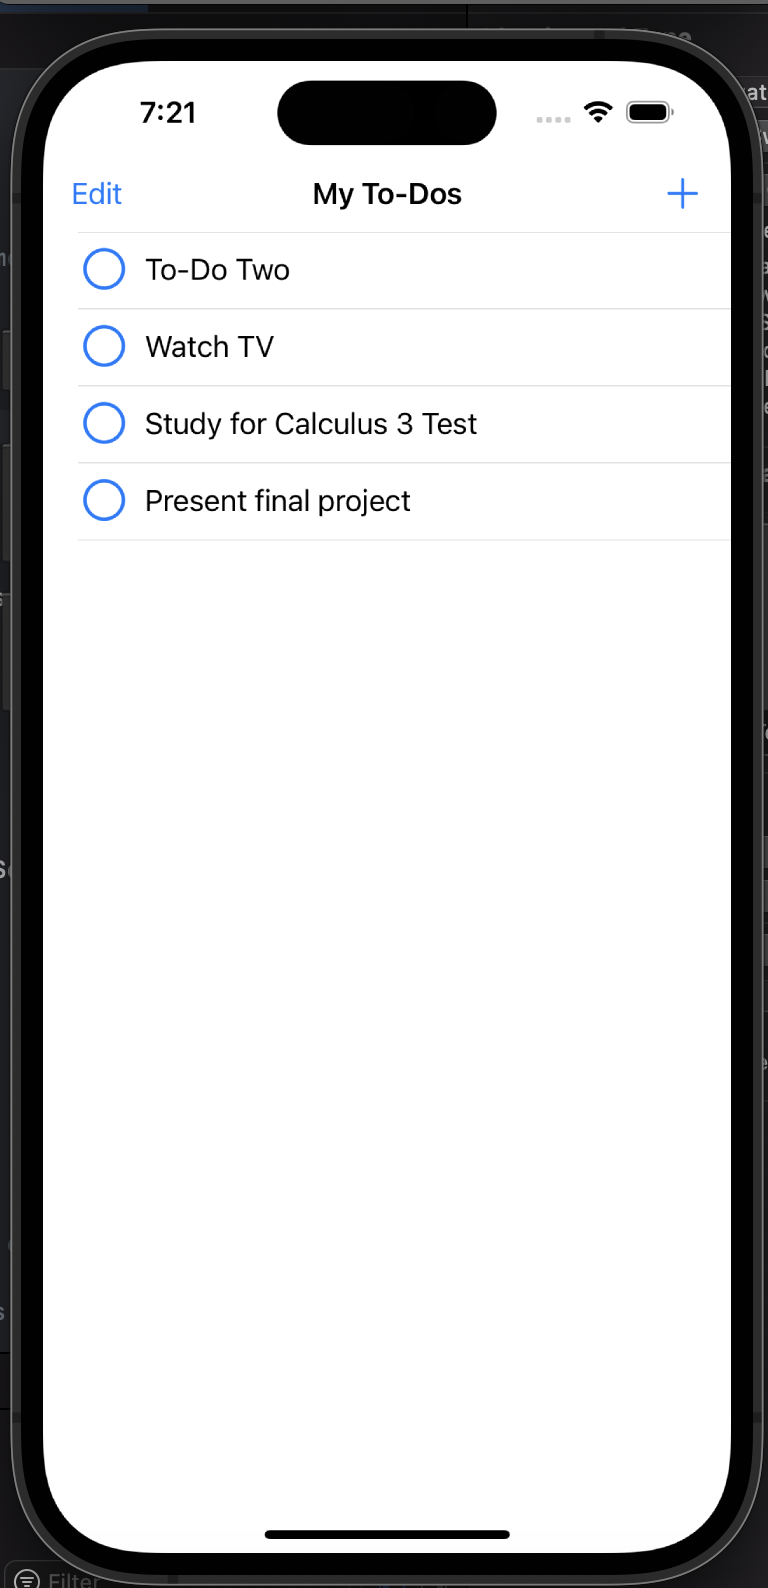 7:21
Edit
My To-Dos
To-Do Two
Watch TV
Study for Calculus 3 Test
Present final project
Filter